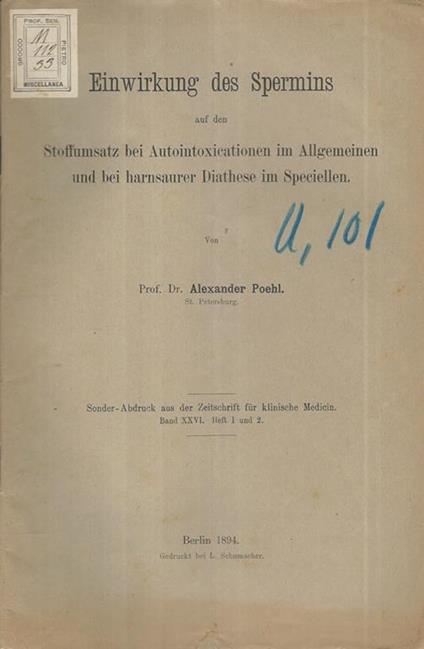 PROF. SEN.
GROCCO
PIETRO
M
112
33
MISCELLANEA
Einwirkung des Spermins
auf den
Stoffumsatz bei Autointoxicationen im Allgemeinen
und bei harnsaurer Diathese im Speciellen.
U, 101
Von
Prof. Dr. Alexander Poehl.
St. Petersburg.
Sonder-Abdruck aus der Zeitschrift für klinische Medicin.
Band XXVI. Heft 1 und 2.
Berlin 1894.
Gedruckt bei L. Schumacher.